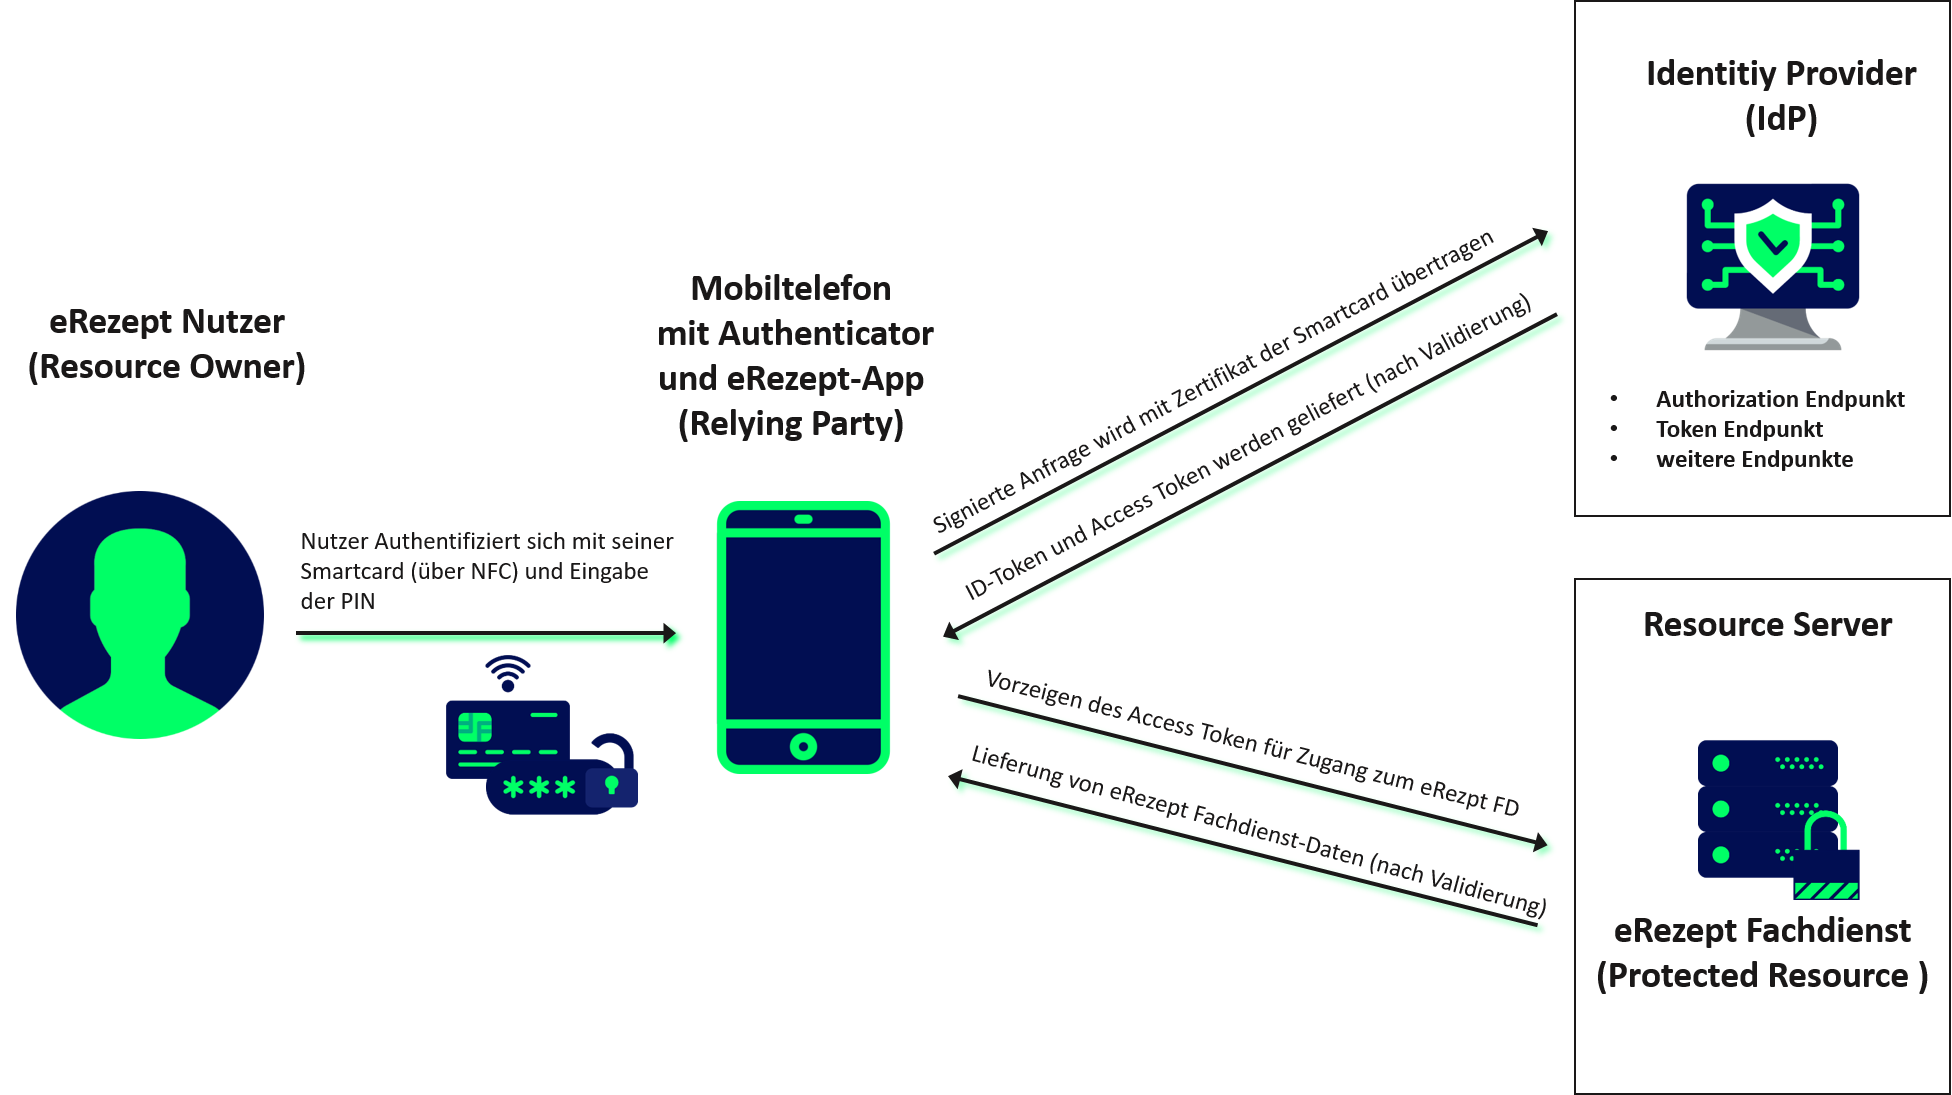 eRezept Nutzer
(Resource Owner)
Nutzer Authentifiziert sich mit seiner
Smartcard (über NFC) und Eingabe
der PIN
***
Mobiltelefon
mit Authenticator
und eRezept-App
(Relying Party)
Signierte Anfrage wird mit Zertifikat der Smartcard übertragen
ID-Token und Access Token werden geliefert (nach Validierung)
Vorzeigen des Access Token für Zugang zum eRezpt FD
Lieferung von eRezept Fachdienst-Daten (nach Validierung)
Identitiy Provider
(IdP)
• Authorization Endpunkt
• Token Endpunkt
• weitere Endpunkte
Resource Server
eRezept Fachdienst
(Protected Resource )